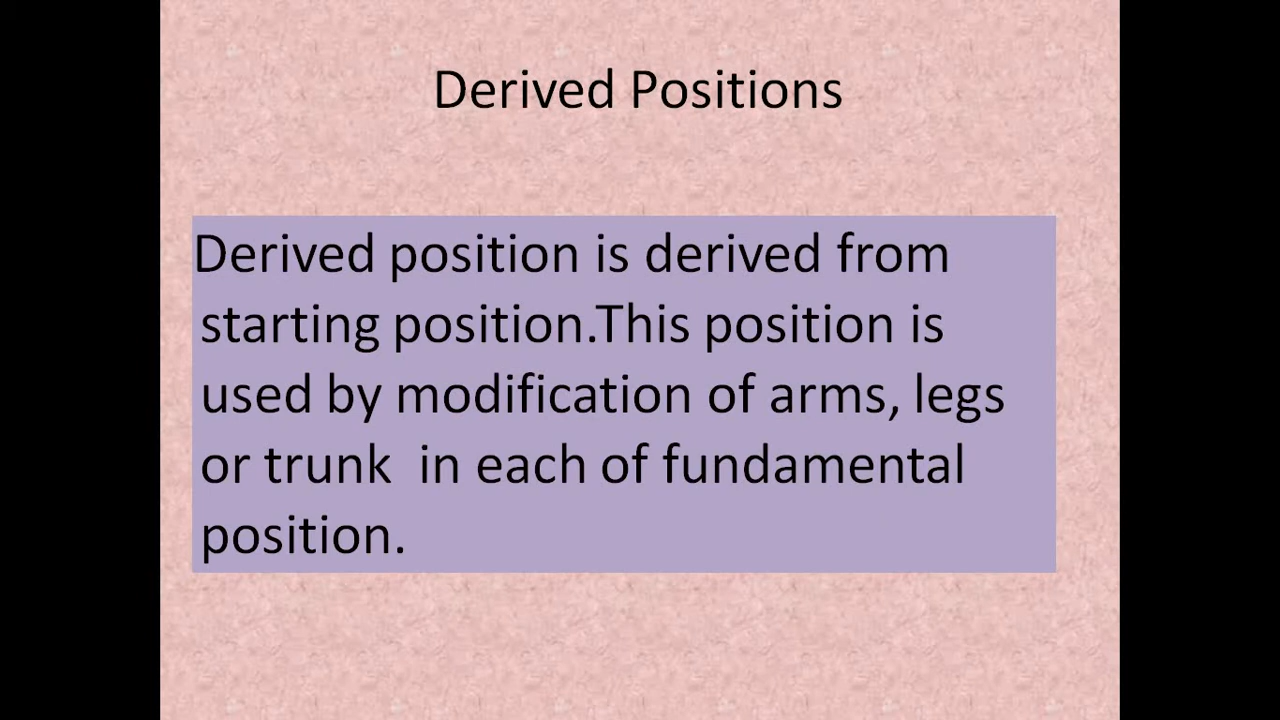 Derived Positions
Derived position is derived from
starting position.This position is
used by modification of arms, legs
or trunk  in each of fundamental
position.